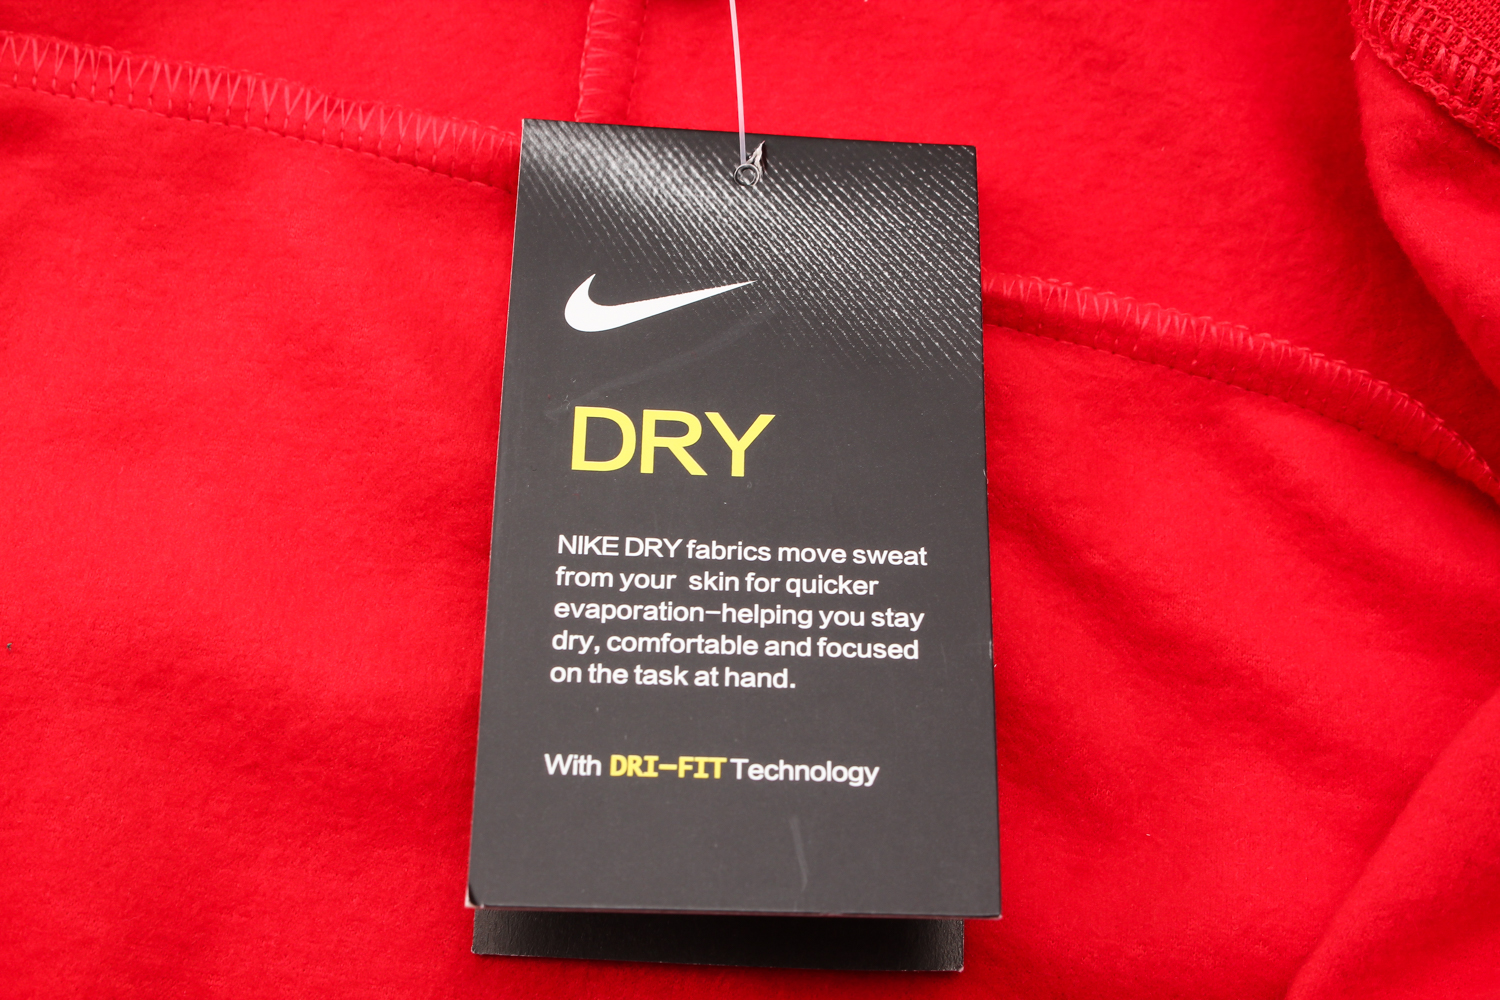 DRY
NIKE DRY fabrics move sweat
from your  skin for quicker
evaporation—helping you stay
dry, comfortable and focused
on the task at hand.
With DRI–FIT Technology